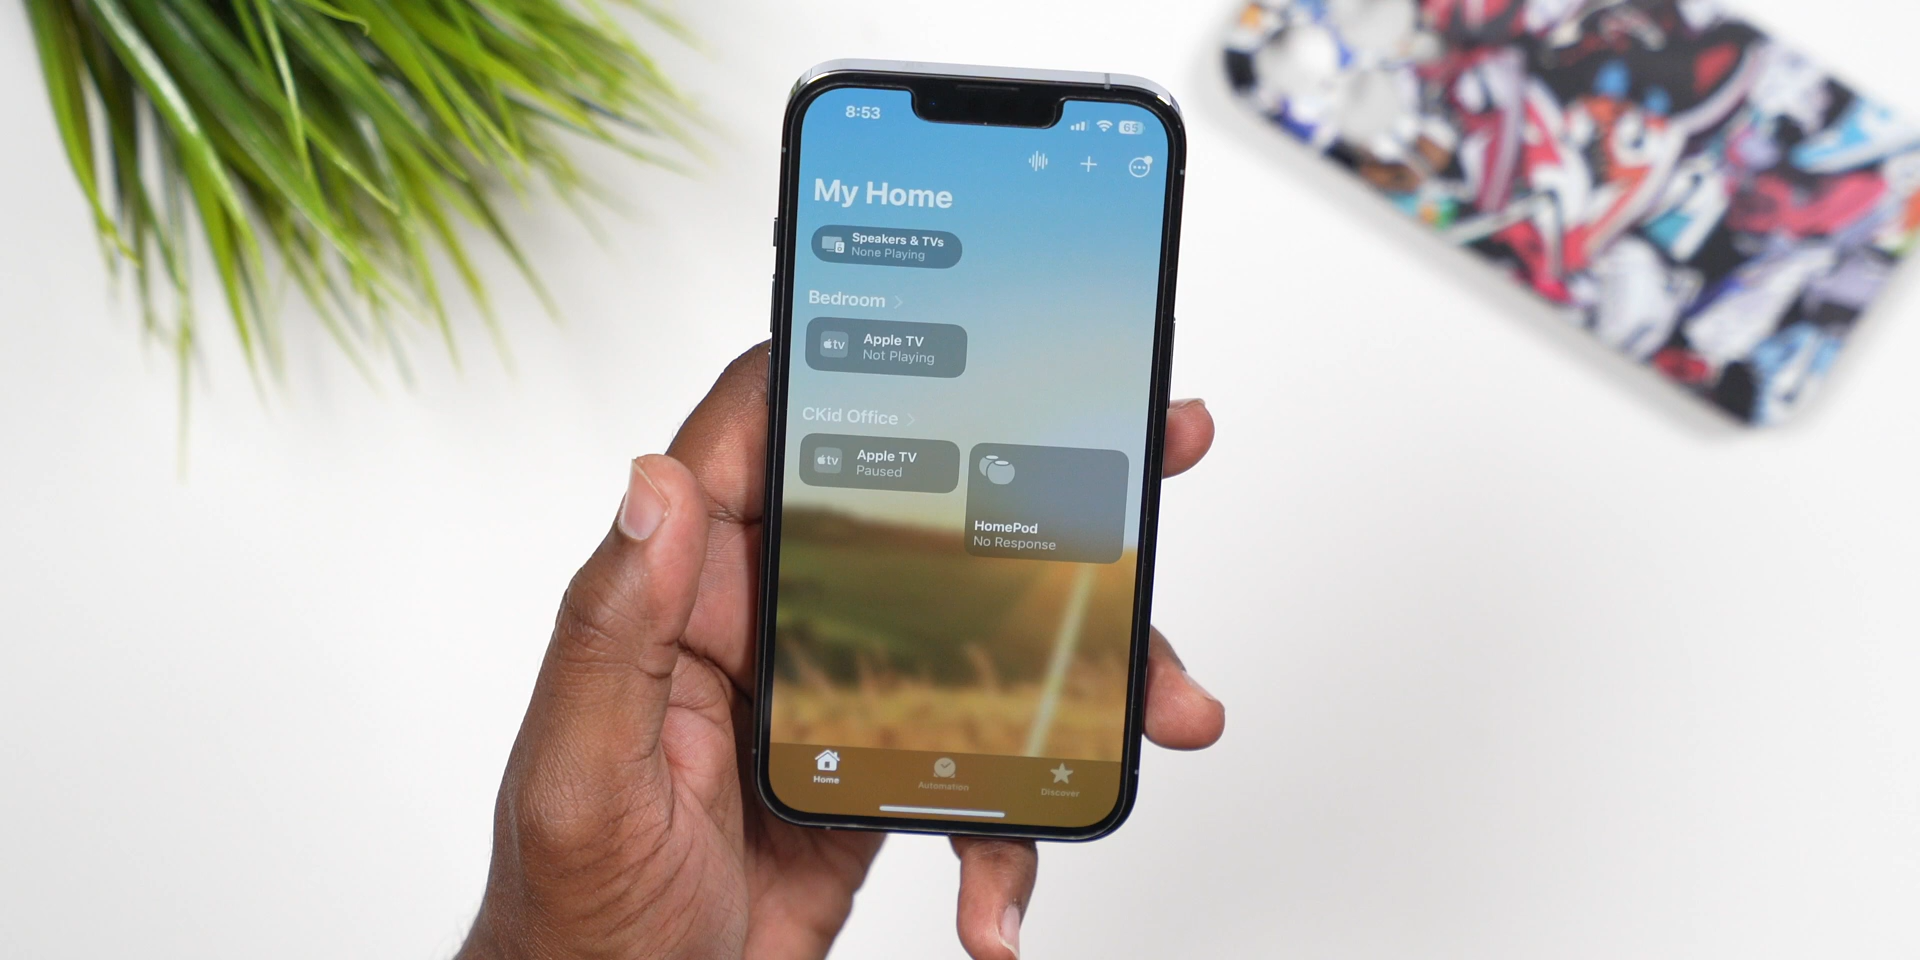 8:53
65
My Home
Speakers & TVs
None Playing
Bedroom
tv
Apple TV
Not Playing
CKid Office
tv
Apple TV
Paused
HomePod
No Response
Home
Automation
Discover